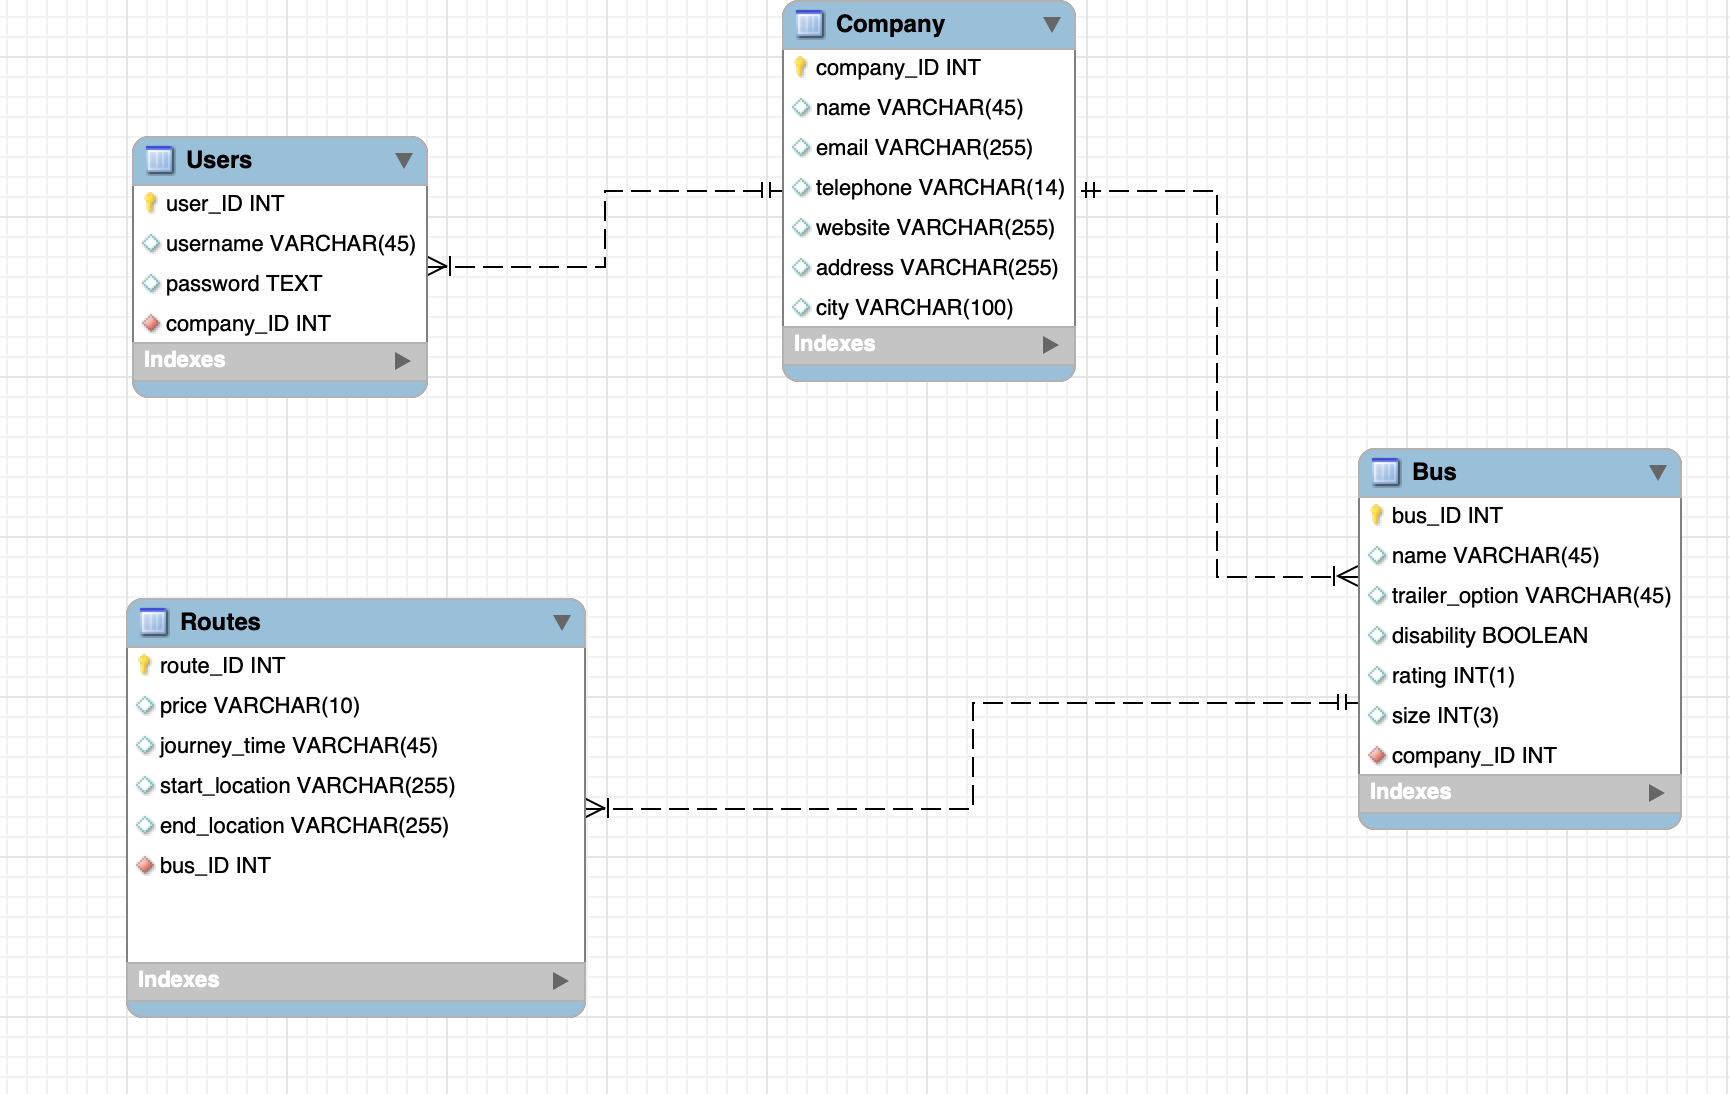 Company
company_ID INT
name VARCHAR(45)
email VARCHAR(255)
telephone VARCHAR(14)
website VARCHAR(255)
address VARCHAR(255)
city VARCHAR(100)
Indexes
Users
user_ID INT
username VARCHAR(45)
password TEXT
company_ID INT
Indexes
Bus
bus_ID INT
name VARCHAR(45)
trailer_option VARCHAR(45)
disability BOOLEAN
rating INT(1)
size INT(3)
company_ID INT
Indexes
Routes
route_ID INT
price VARCHAR(10)
journey_time VARCHAR(45)
start_location VARCHAR(255)
end_location VARCHAR(255)
bus_ID INT
Indexes